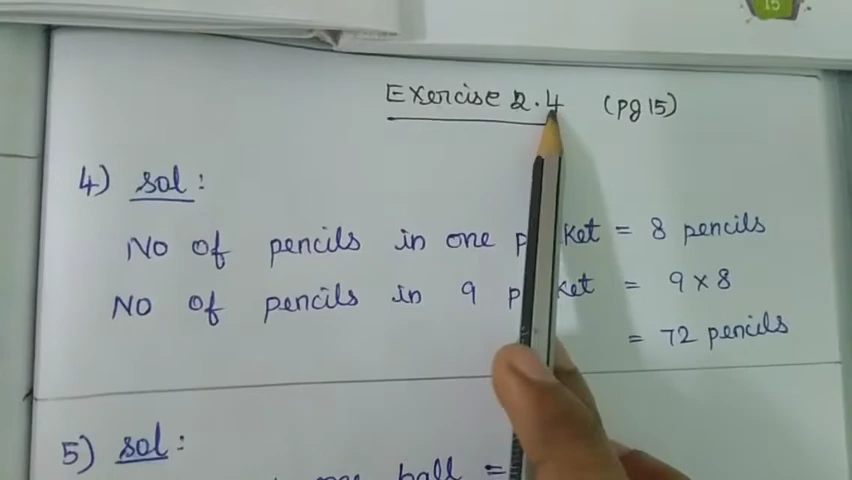 15
Exercise 2.4 (pg 15)
4) sol:
No of pencils in one p ket = 8 pencils
No of pencils in 9 p ket = 9 x 8
= 72 pencils
5) sol:
ball =